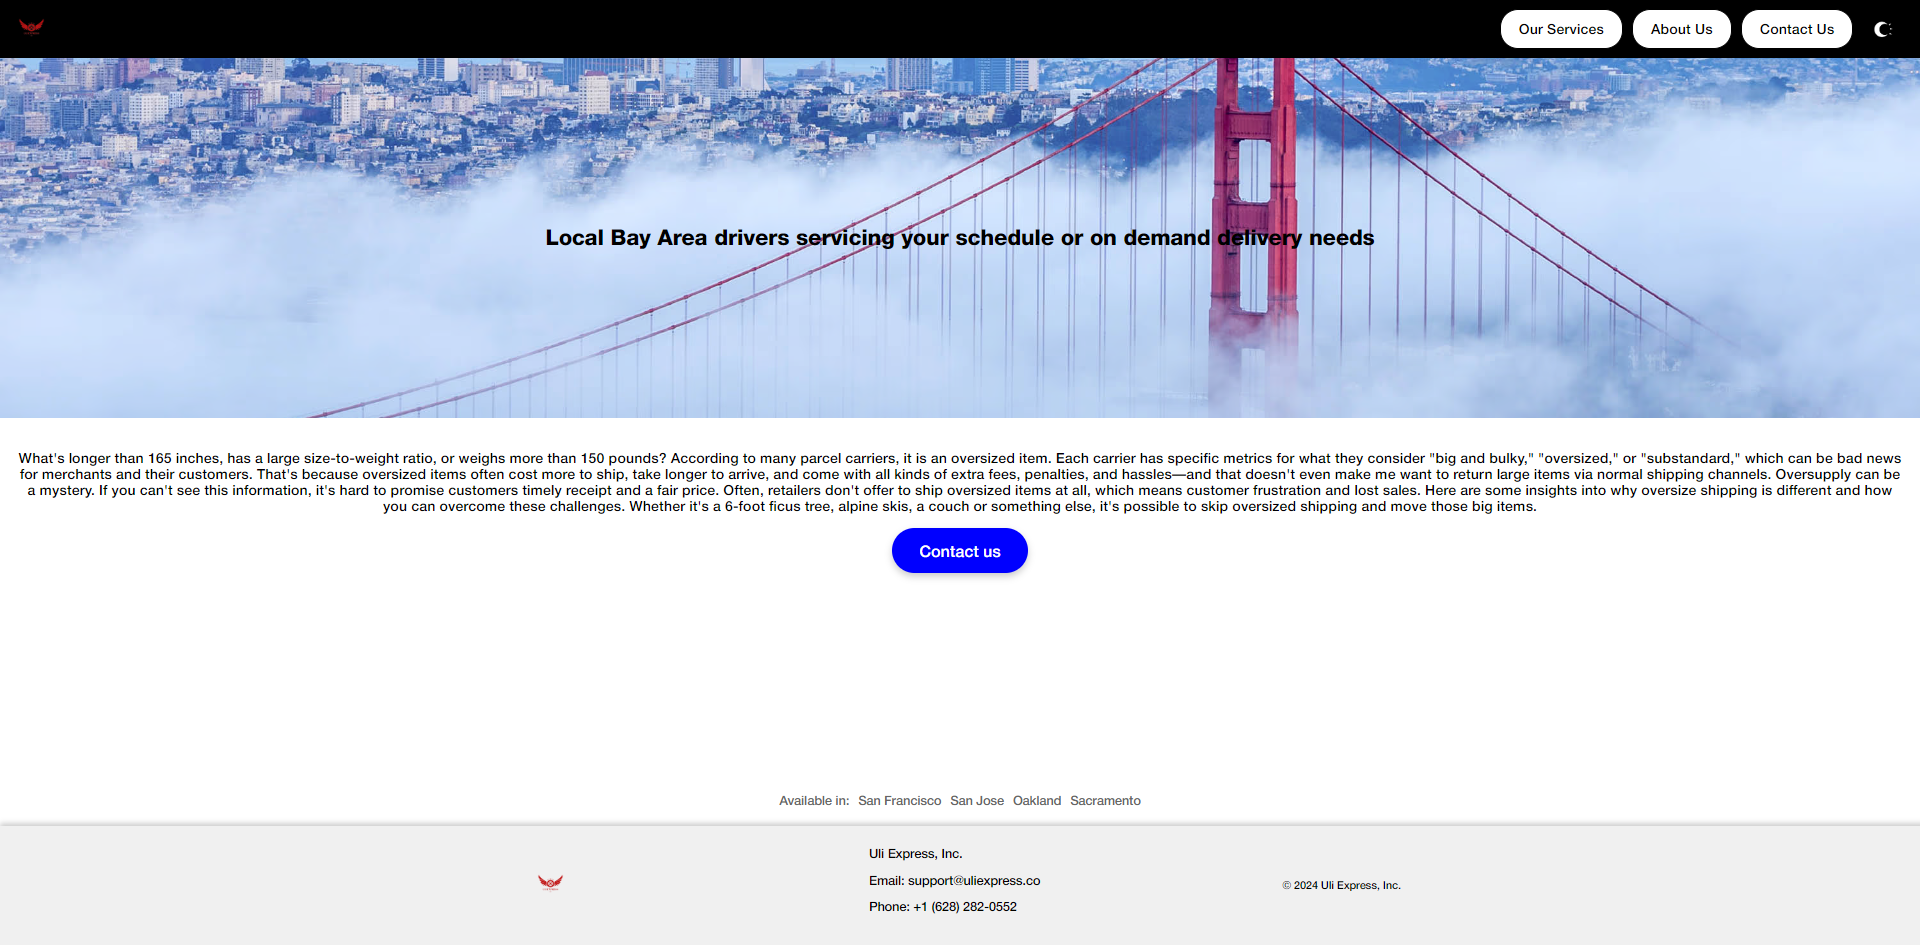 Our Services
About Us
Contact Us
Local Bay Area drivers servicing your schedule or on demand delivery needs
What's longer than 165 inches, has a large size-to-weight ratio, or weighs more than 150 pounds? According to many parcel carriers, it is an oversized item. Each carrier has specific metrics for what they consider "big and bulky," "oversized," or "substandard," which can be bad news
for merchants and their customers. That's because oversized items often cost more to ship, take longer to arrive, and come with all kinds of extra fees, penalties, and hassles—and that doesn't even make me want to return large items via normal shipping channels. Oversupply can be
a mystery. If you can't see this information, it's hard to promise customers timely receipt and a fair price. Often, retailers don't offer to ship oversized items at all, which means customer frustration and lost sales. Here are some insights into why oversize shipping is different and how
you can overcome these challenges. Whether it's a 6-foot ficus tree, alpine skis, a couch or something else, it's possible to skip oversized shipping and move those big items.
Contact us
Available in: San Francisco San Jose Oakland Sacramento
Uli Express, Inc.
Email: support@uliexpress.co
Phone: +1 (628) 282-0552
© 2024 Uli Express, Inc.